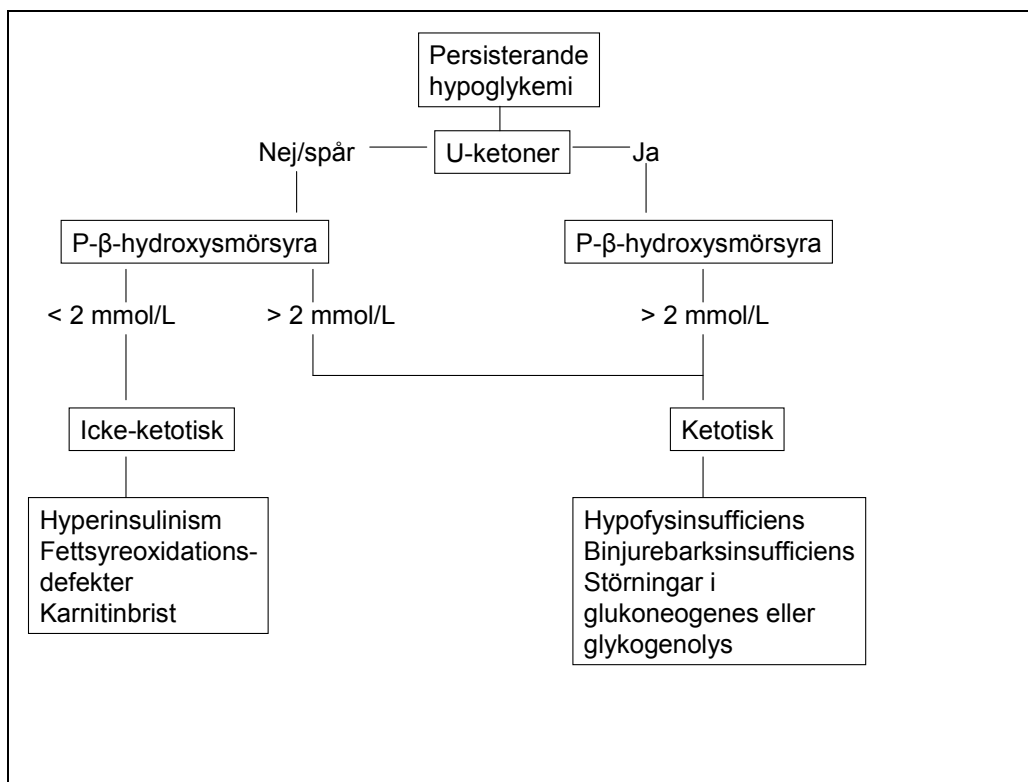 Persisterande
hypoglykemi
Nej/spår
U-ketoner
Ja
P-β-hydroxysmörsyra
P-β-hydroxysmörsyra
< 2 mmol/L
> 2 mmol/L
> 2 mmol/L
Icke-ketotisk
Ketotisk
Hyperinsulinism
Fettsyreoxidations-
defekter
Karnitinbrist
Hypofysinsufficiens
Binjurebarksinsufficiens
Störningar i
glukoneogenes eller
glykogenolys